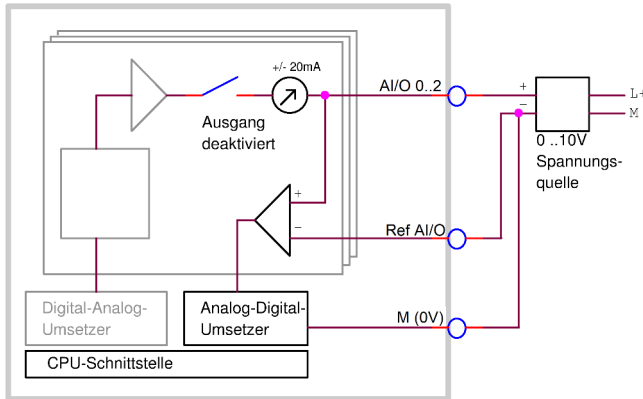 +/- 20mA
AI/O 0..2
+
L+
Ausgang
deaktiviert
−
M
0 ..10V
Spannungs-
quelle
+
−
Ref AI/O
Digital-Analog-
Umsetzer
Analog-Digital-
Umsetzer
M (0V)
CPU-Schnittstelle